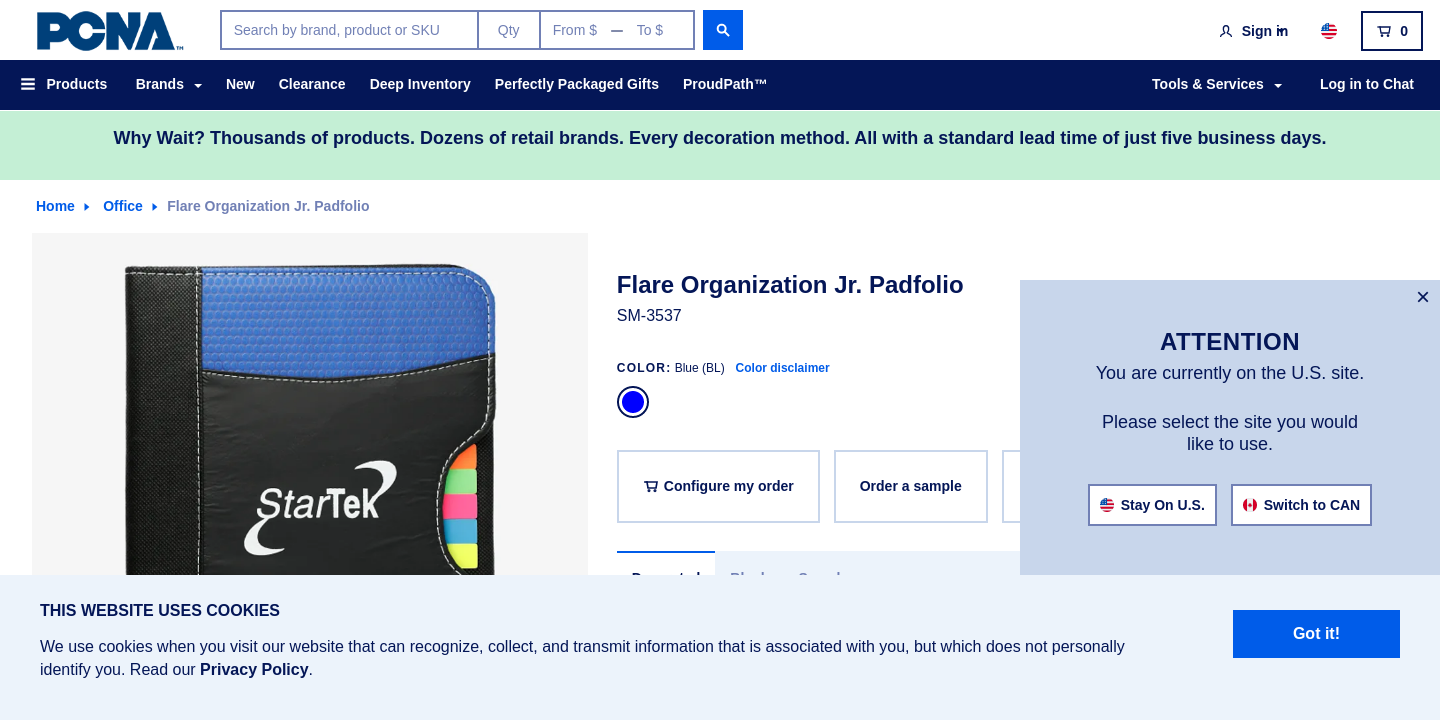 PCNA™
Search by brand, product or SKU
Qty
From $ — To $
Sign in
0
Products
Brands
New
Clearance
Deep Inventory
Perfectly Packaged Gifts
ProudPath™
Tools & Services
Log in to Chat
Why Wait? Thousands of products. Dozens of retail brands. Every decoration method. All with a standard lead time of just five business days.
Home
Office
Flare Organization Jr. Padfolio
StarTek
Flare Organization Jr. Padfolio
SM-3537
COLOR: Blue (BL) Color disclaimer
Configure my order
Order a sample
×
ATTENTION
You are currently on the U.S. site.
Please select the site you would
like to use.
Stay On U.S.
Switch to CAN
THIS WEBSITE USES COOKIES
We use cookies when you visit our website that can recognize, collect, and transmit information that is associated with you, but which does not personally
identify you. Read our Privacy Policy.
Got it!